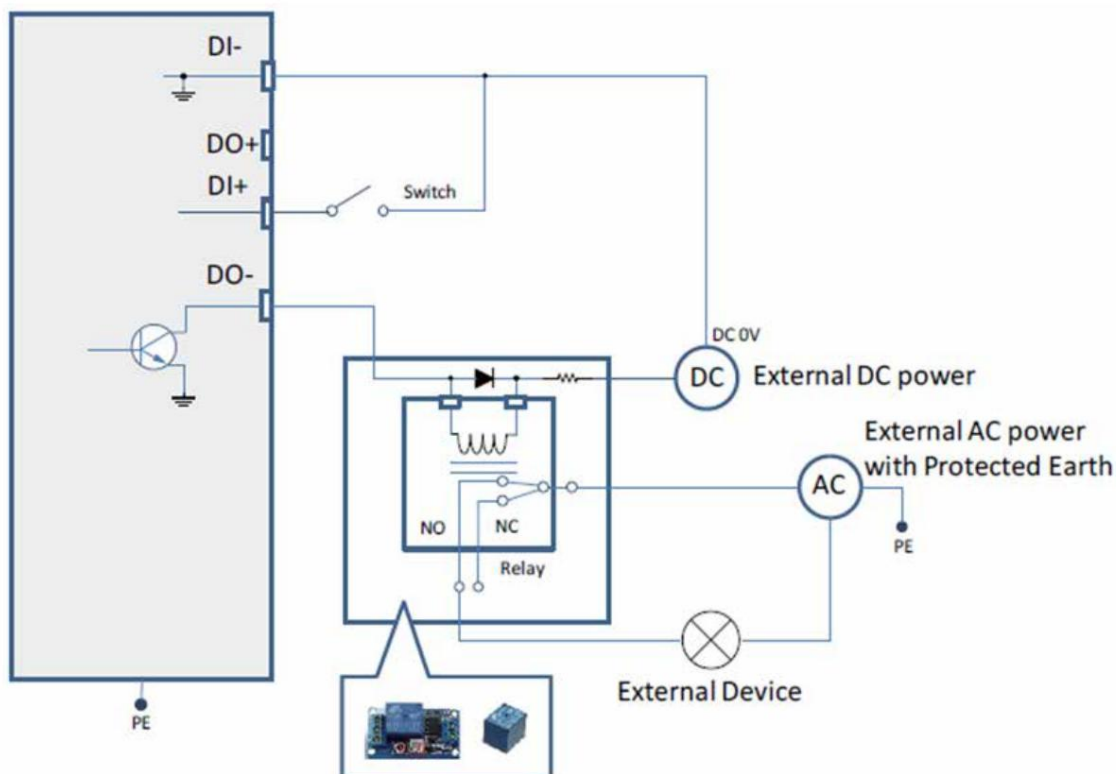 DI-
DO+
DI+
Switch
DO-
DC 0V
DC
External DC power
External AC power
with Protected Earth
AC
NO
NC
PE
Relay
External Device
PE